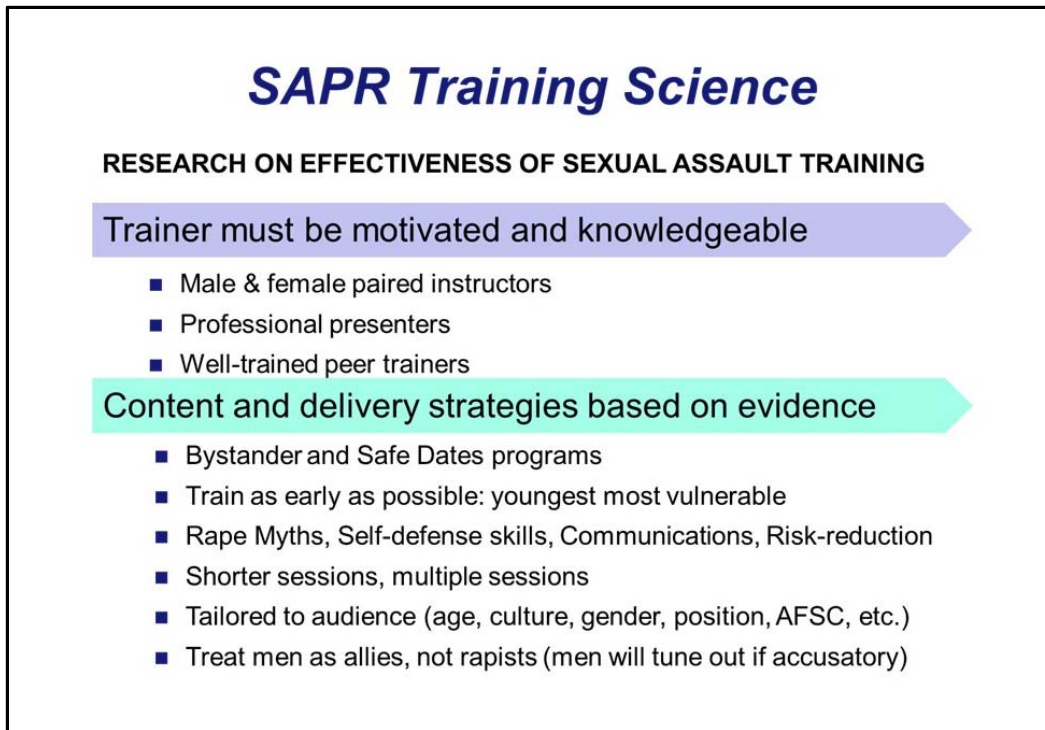 SAPR Training Science
RESEARCH ON EFFECTIVENESS OF SEXUAL ASSAULT TRAINING
Trainer must be motivated and knowledgeable
■ Male & female paired instructors
■ Professional presenters
■ Well-trained peer trainers
Content and delivery strategies based on evidence
■ Bystander and Safe Dates programs
■ Train as early as possible: youngest most vulnerable
■ Rape Myths, Self-defense skills, Communications, Risk-reduction
■ Shorter sessions, multiple sessions
■ Tailored to audience (age, culture, gender, position, AFSC, etc.)
■ Treat men as allies, not rapists (men will tune out if accusatory)